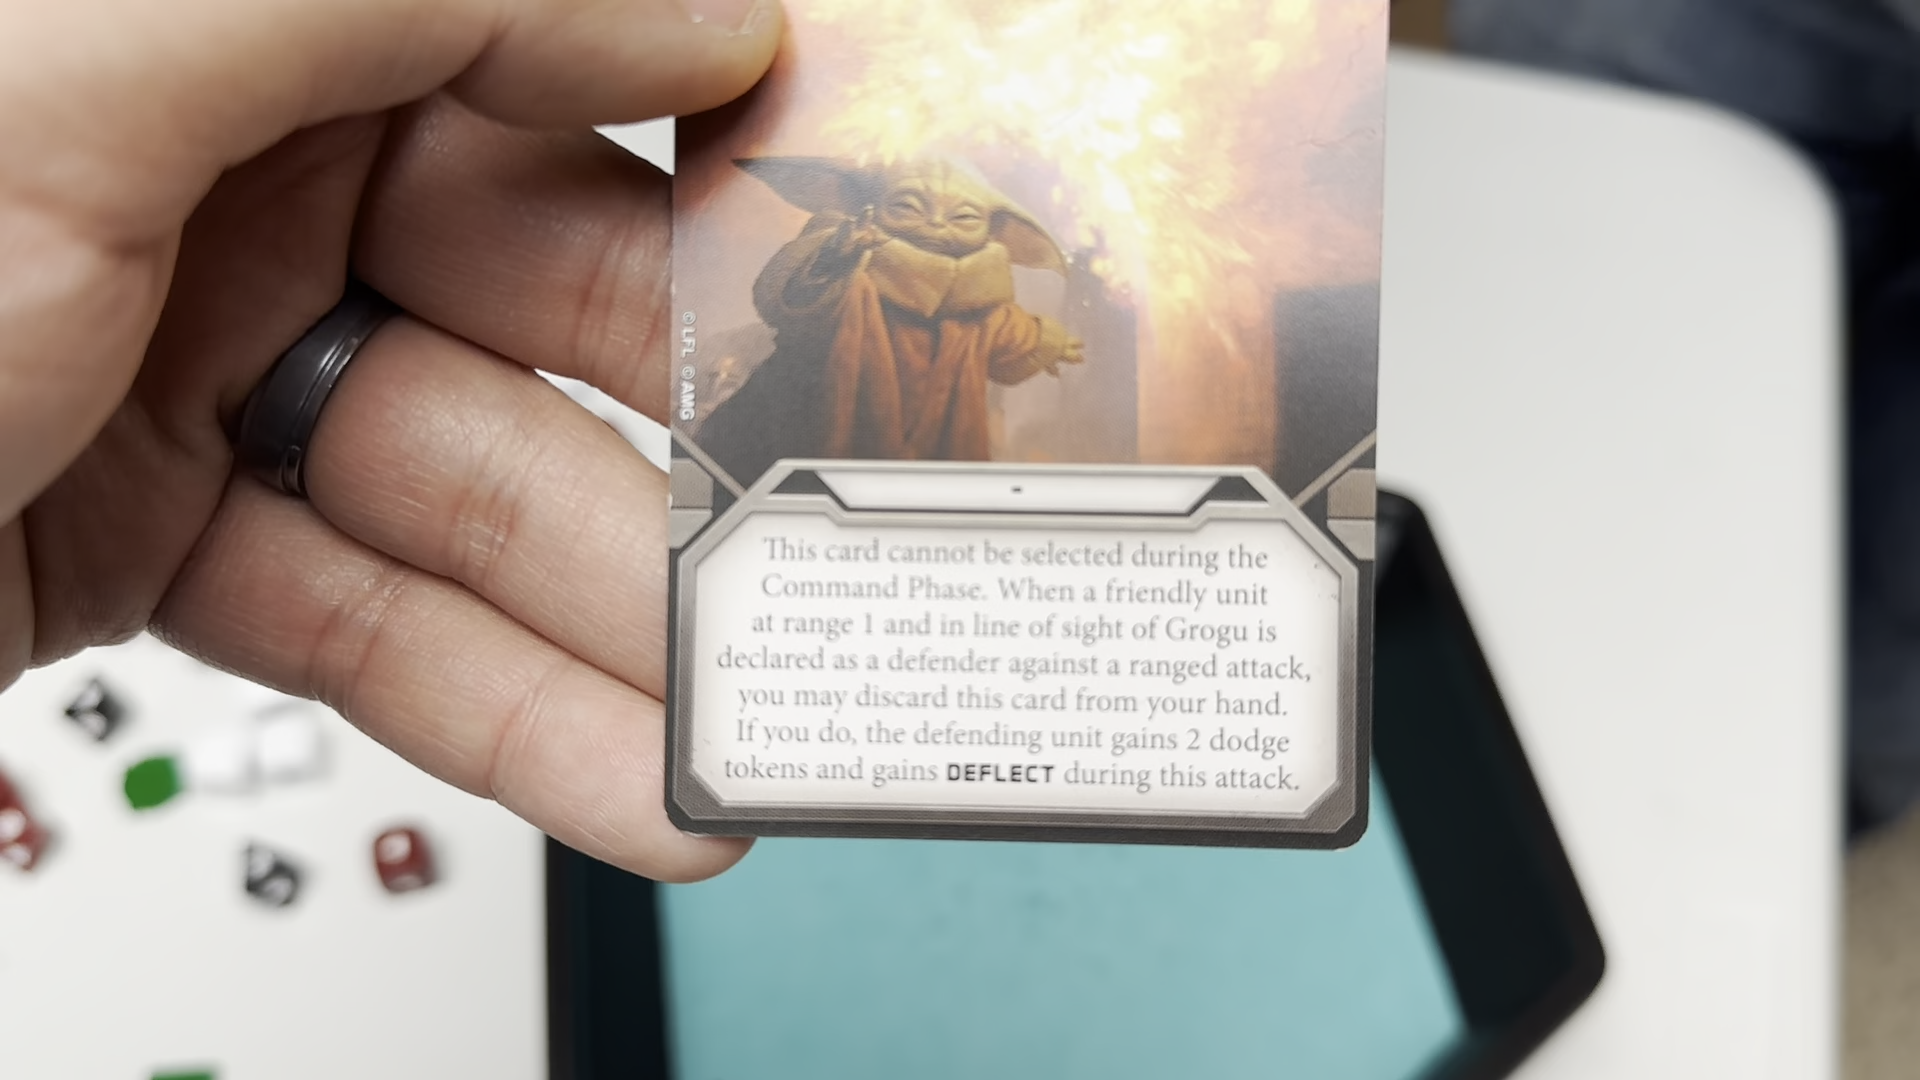 ©LFL ©AMG
-
This card cannot be selected during the
Command Phase. When a friendly unit
at range 1 and in line of sight of Grogu is
declared as a defender against a ranged attack,
you may discard this card from your hand.
If you do, the defending unit gains 2 dodge
tokens and gains DEFLECT during this attack.